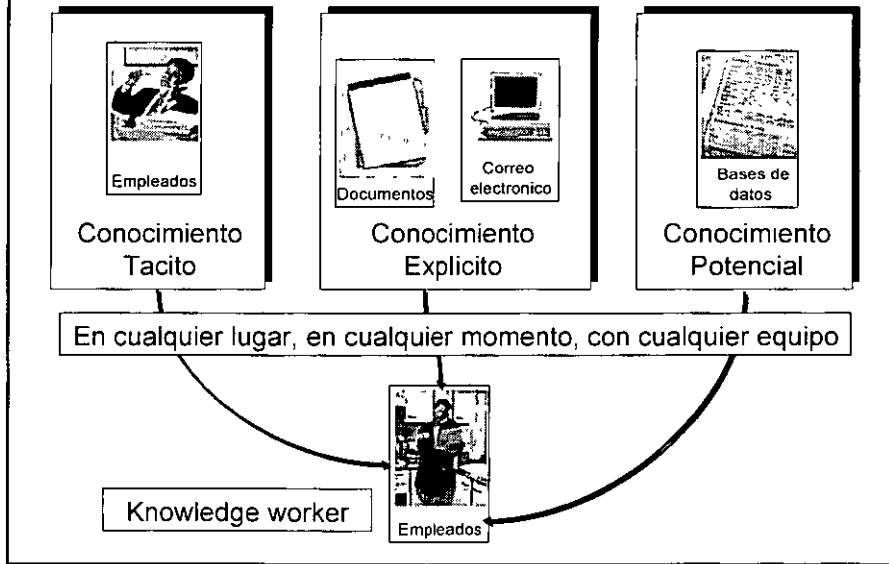 Empleados
Conocimiento
Tacito
Documentos
Correo
electronico
Conocimiento
Explicito
Bases de
datos
Conocimiento
Potencial
En cualquier lugar, en cualquier momento, con cualquier equipo
Knowledge worker
Empleados